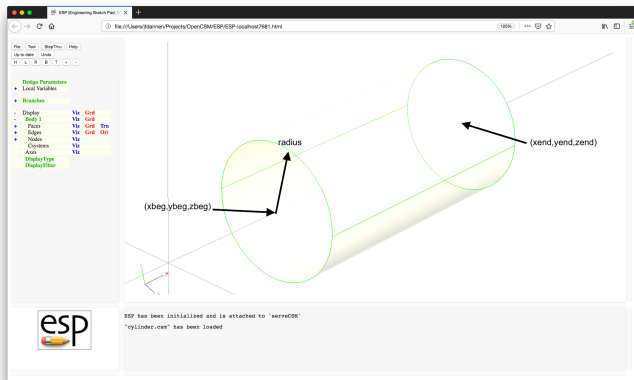 ESP (Engineering Sketch Pad, V
file:///Users/jfdannen/Projects/OpenCSM/ESP/ESP-localhost7681.html
120%
File Tool StepThru Help
Up to date Undo
H L R B T + -
Design Parameters
+ Local Variables
+ Branches
- Display Viz Grd
- Body 1 Viz Grd
+ Faces Viz Grd Trn
+ Edges Viz Grd Ori
+ Nodes Viz
Csystems Viz
Axes Viz
DisplayType
DisplayFilter
radius
(xend,yend,zend)
(xbeg,ybeg,zbeg)
esp
ESP has been initialized and is attached to 'serveCSM'
"cylinder.csm" has been loaded